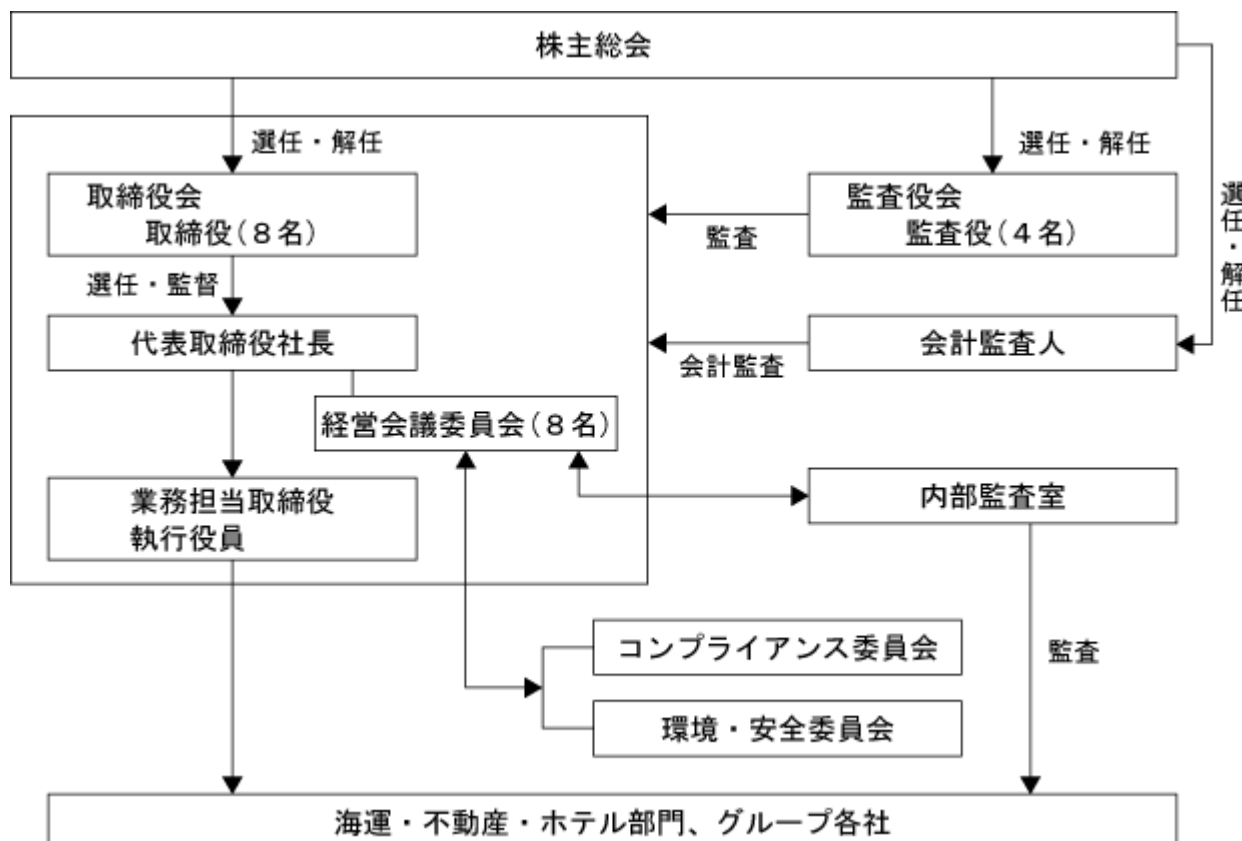 株主総会
選任・解任
選任・解任
選任・解任
取締役会
取締役(8名)
監査役会
監査役(4名)
監査
選任・監督
代表取締役社長
会計監査人
会計監査
経営会議委員会(8名)
業務担当取締役
執行役員
内部監査室
コンプライアンス委員会
監査
環境・安全委員会
海運・不動産・ホテル部門、グループ各社